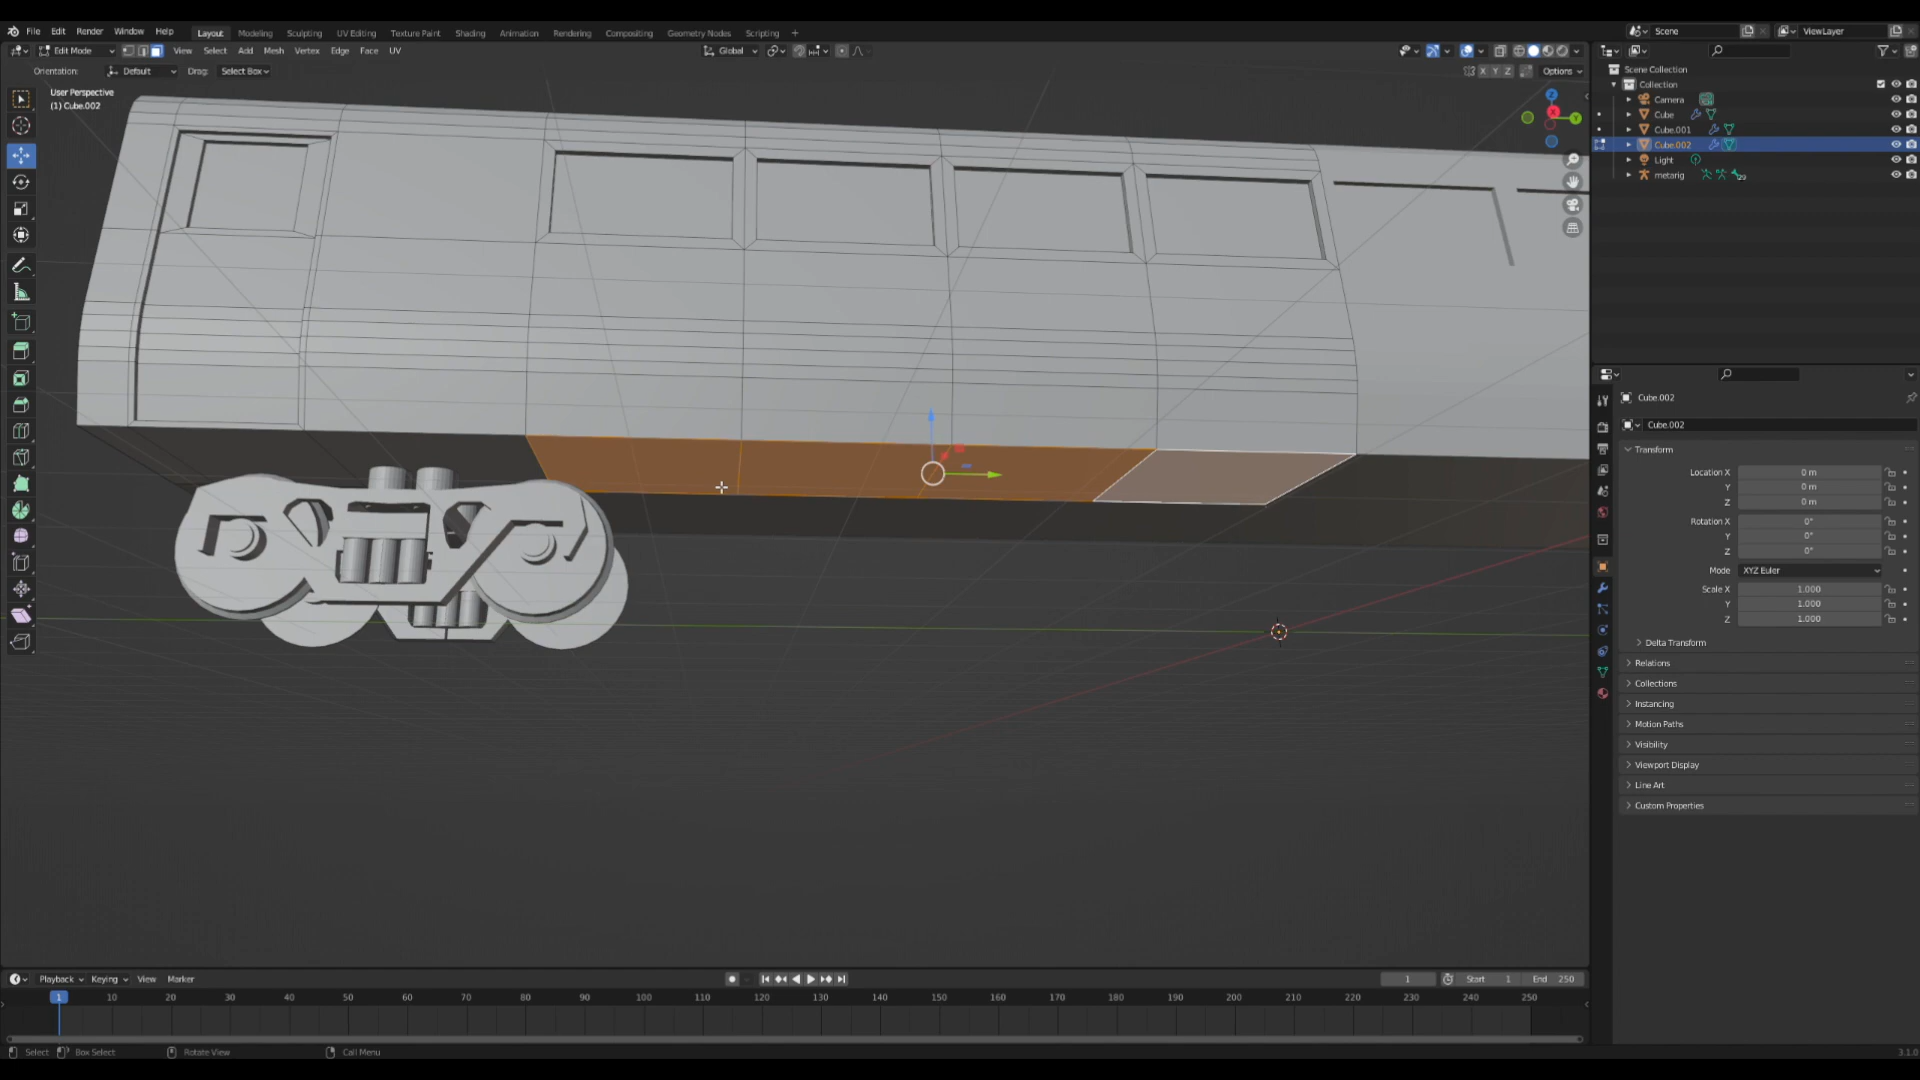 File Edit Render Window Help Layout Modeling Sculpting UV Editing Texture Paint Shading Animation Rendering Compositing Geometry Nodes Scripting + Scene ViewLayer
Edit Mode View Select Add Mesh Vertex Edge Face UV Global
Orientation: Default Drag: Select Box X Y Z Options
User Perspective
(1) Cube.002
Scene Collection
Collection
Camera
Cube
Cube.001
Cube.002
Light
metarig
Cube.002
Cube.002
Transform
Location X 0 m
Y 0 m
Z 0 m
Rotation X 0°
Y 0°
Z 0°
Mode XYZ Euler
Scale X 1.000
Y 1.000
Z 1.000
Delta Transform
Relations
Collections
Instancing
Motion Paths
Visibility
Viewport Display
Line Art
Custom Properties
Playback Keying View Marker 1 Start 1 End 250
1 10 20 30 40 50 60 70 80 90 100 110 120 130 140 150 160 170 180 190 200 210 220 230 240 250
Select Box Select Rotate View Call Menu 3.1.0